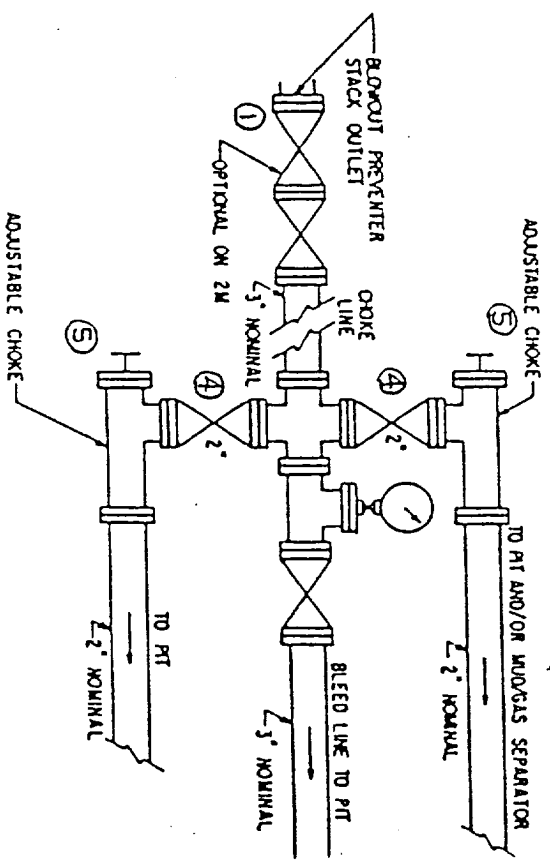 BLOWOUT PREVENTER
STACK OUTLET
①
OPTIONAL ON 2M
3" NOMINAL
CHOKE
LINE
ADJUSTABLE CHOKE
⑤
④
2"
TO PIT AND/OR MUD/GAS SEPARATOR
2" NOMINAL
BLEED LINE TO PIT
3" NOMINAL
④
2"
⑤
ADJUSTABLE CHOKE
TO PIT
2" NOMINAL